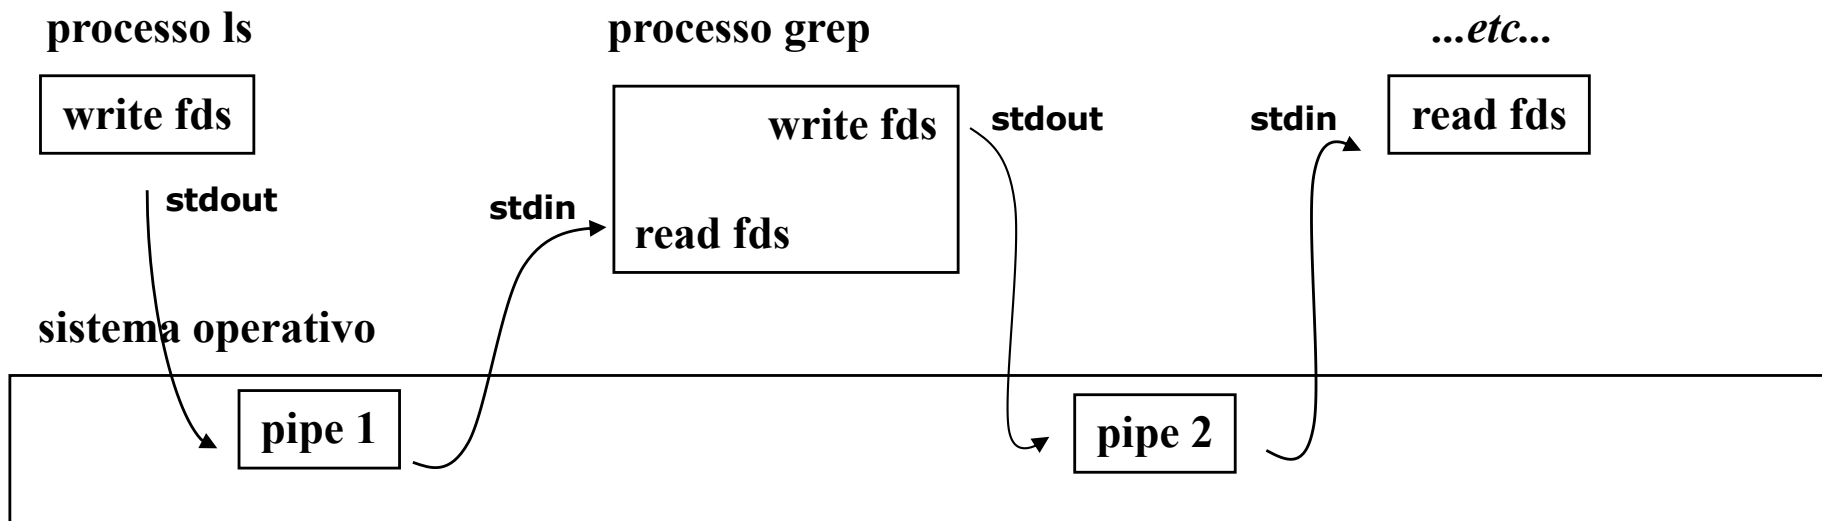 processo ls
processo grep
...etc...
write fds
write fds
stdout
stdin
read fds
stdout
stdin
read fds
sistema operativo
pipe 1
pipe 2